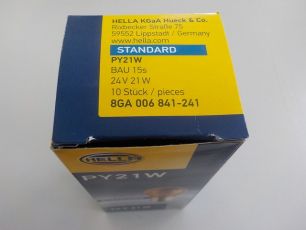 HELLA KGaA Hueck & Co.
Rixbecker Straße 75
59552 Lippstadt / Germany
www.hella.com
STANDARD
PY21W
BAU 15s
24V 21W
10 Stück / pieces
8GA 006 841-241
HELLA
PY21W
PY21W